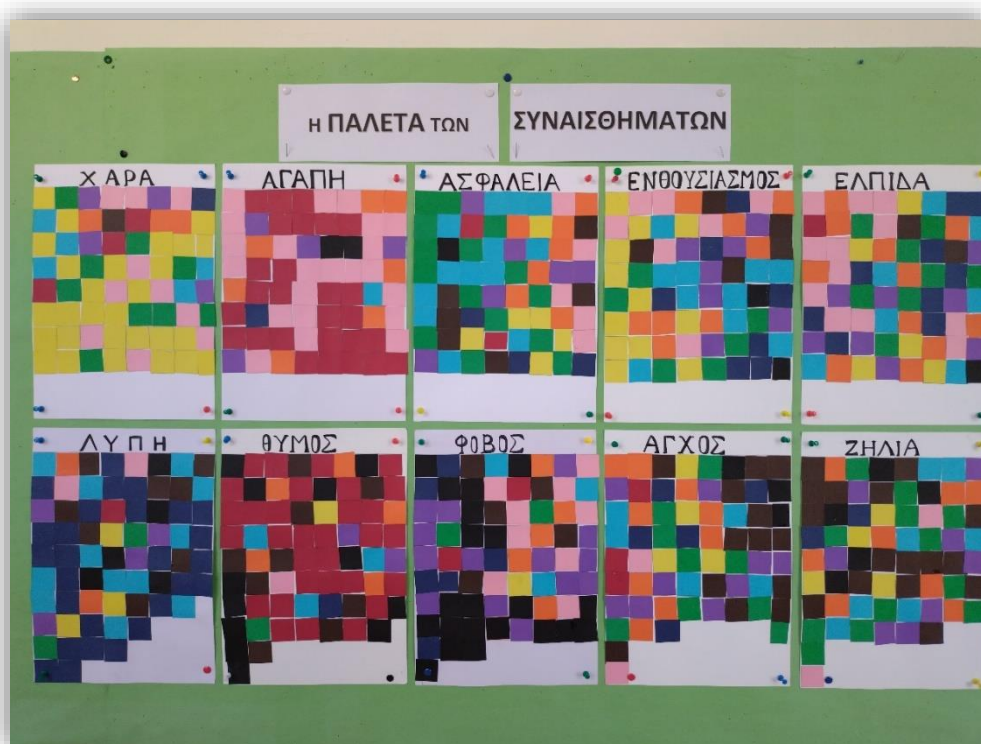 Η ΠΑΛΕΤΑ ΤΩΝ ΣΥΝΑΙΣΘΗΜΑΤΩΝ
ΧΑΡΑ
ΑΓΑΠΗ
ΑΣΦΑΛΕΙΑ
ΕΝΘΟΥΣΙΑΣΜΟΣ
ΕΛΠΙΔΑ
ΛΥΠΗ
ΘΥΜΟΣ
ΦΟΒΟΣ
ΑΓΧΟΣ
ΖΗΛΙΑ